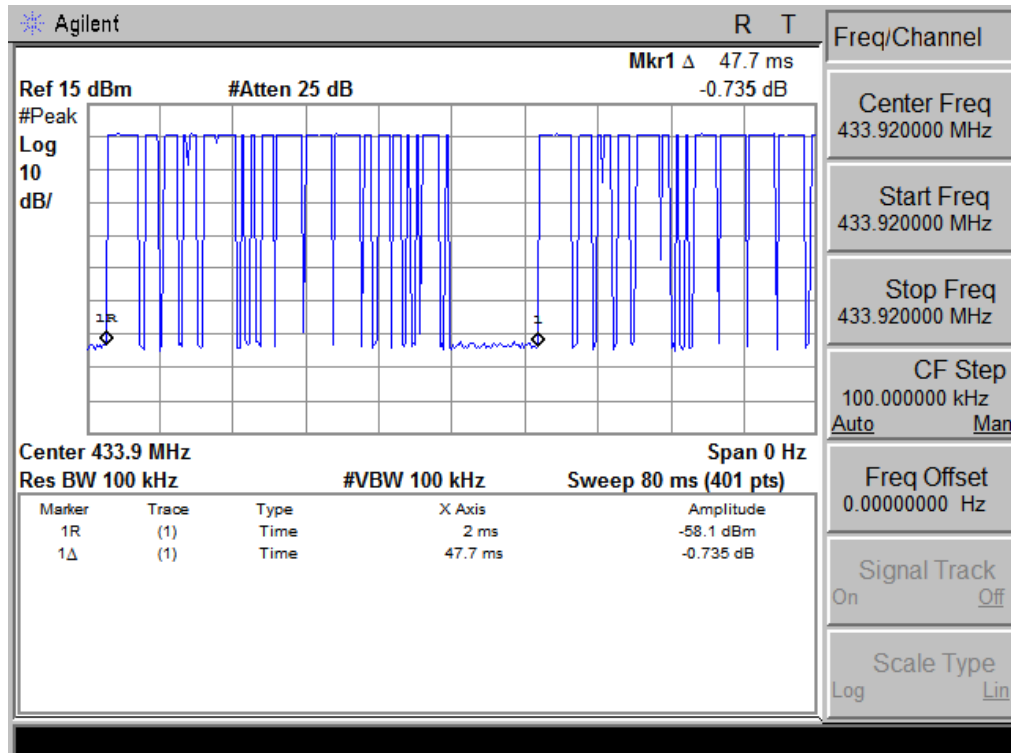 Agilent R T
Mkr1 Δ 47.7 ms
Ref 15 dBm #Atten 25 dB -0.735 dB
#Peak
Log
10
dB/
1R
1
Center 433.9 MHz Span 0 Hz
Res BW 100 kHz #VBW 100 kHz Sweep 80 ms (401 pts)
Marker Trace Type X Axis Amplitude
1R (1) Time 2 ms -58.1 dBm
1Δ (1) Time 47.7 ms -0.735 dB
Freq/Channel
Center Freq
433.920000 MHz
Start Freq
433.920000 MHz
Stop Freq
433.920000 MHz
CF Step
100.000000 kHz
Auto Man
Freq Offset
0.00000000 Hz
Signal Track
On Off
Scale Type
Log Lin